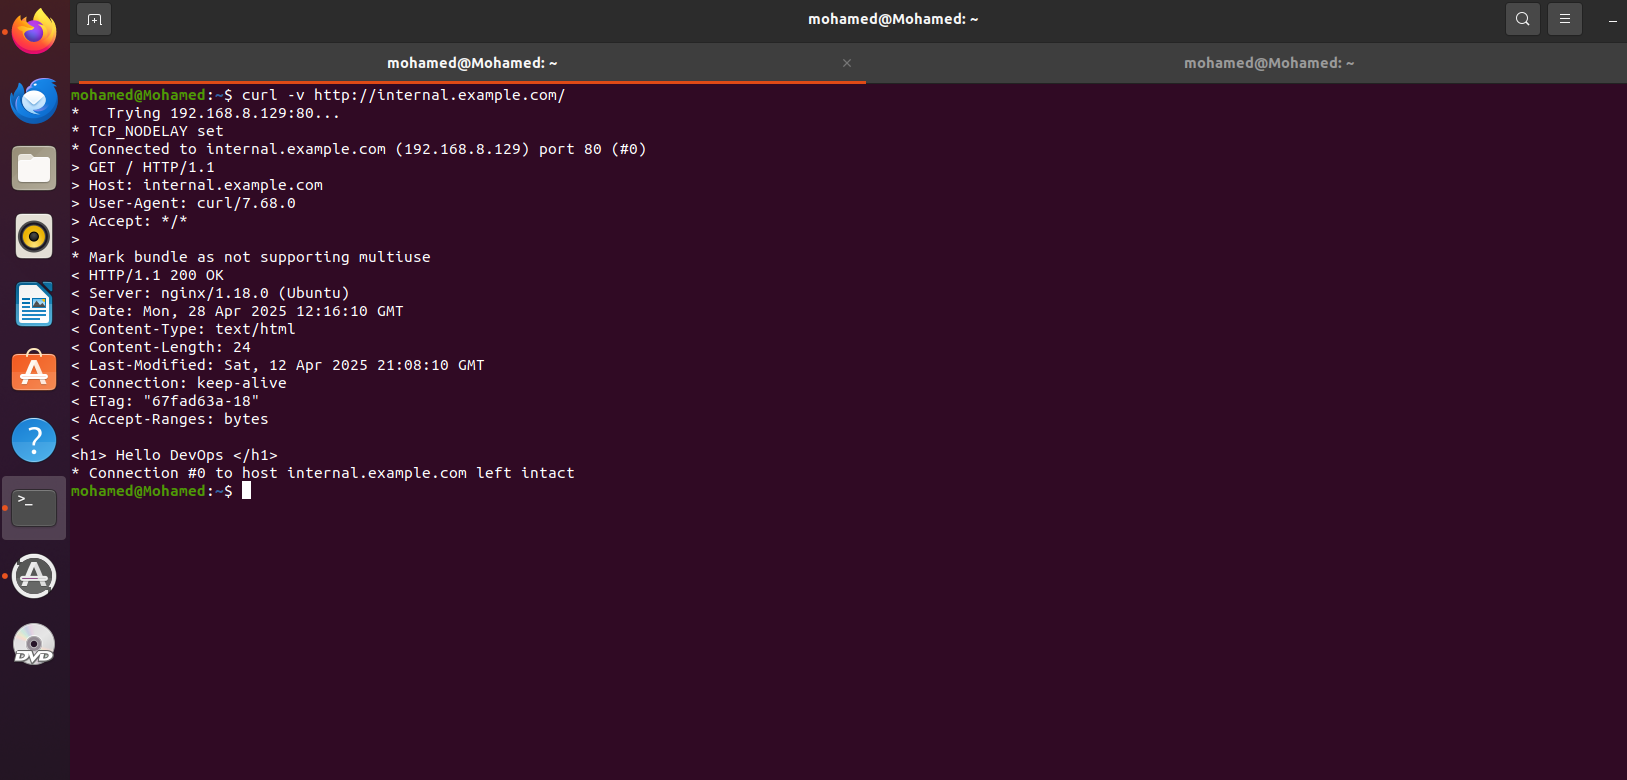 mohamed@Mohamed: ~
mohamed@Mohamed: ~
mohamed@Mohamed: ~
mohamed@Mohamed:~$ curl -v http://internal.example.com/
*   Trying 192.168.8.129:80...
* TCP_NODELAY set
* Connected to internal.example.com (192.168.8.129) port 80 (#0)
> GET / HTTP/1.1
> Host: internal.example.com
> User-Agent: curl/7.68.0
> Accept: */*
>
* Mark bundle as not supporting multiuse
< HTTP/1.1 200 OK
< Server: nginx/1.18.0 (Ubuntu)
< Date: Mon, 28 Apr 2025 12:16:10 GMT
< Content-Type: text/html
< Content-Length: 24
< Last-Modified: Sat, 12 Apr 2025 21:08:10 GMT
< Connection: keep-alive
< ETag: "67fad63a-18"
< Accept-Ranges: bytes
<
<h1> Hello DevOps </h1>
* Connection #0 to host internal.example.com left intact
mohamed@Mohamed:~$
>_
DVD